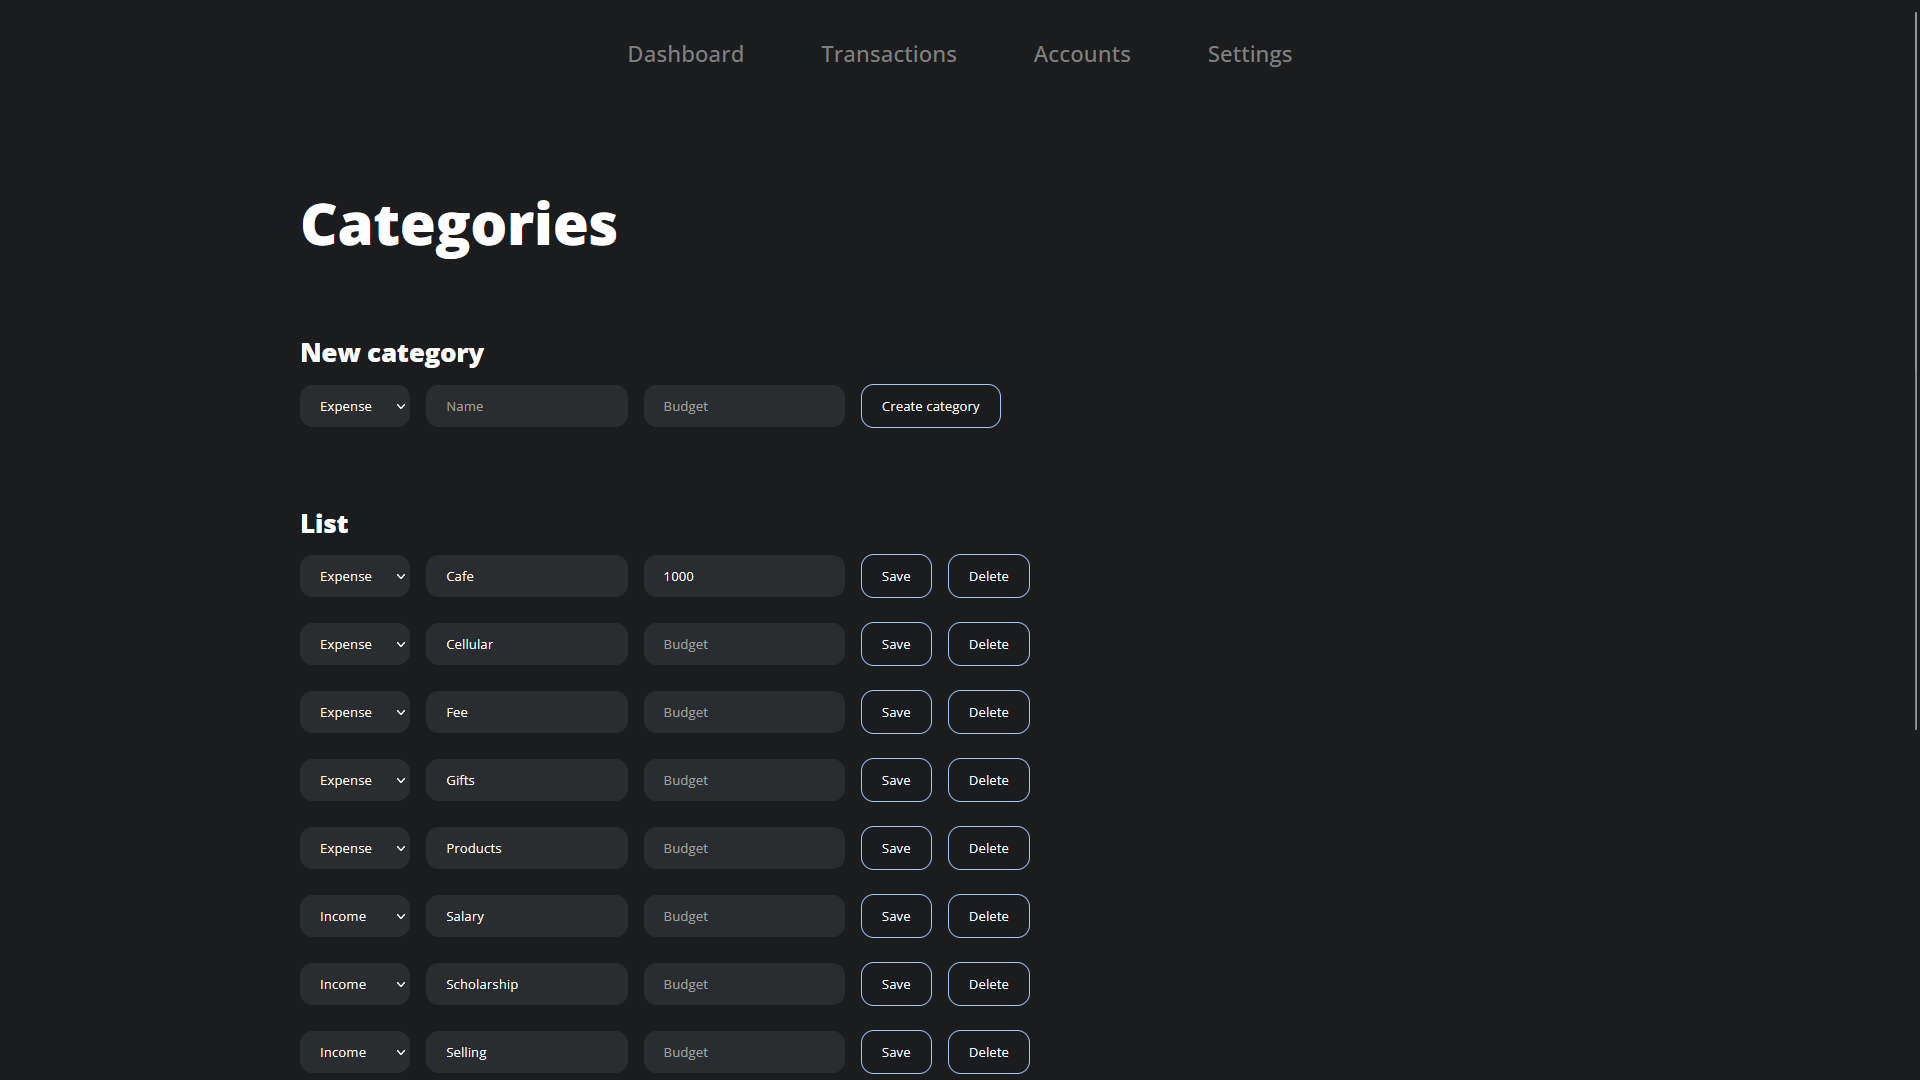 Dashboard Transactions Accounts Settings
Categories
New category
Expense Name Budget Create category
List
Expense Cafe 1000 Save Delete
Expense Cellular Budget Save Delete
Expense Fee Budget Save Delete
Expense Gifts Budget Save Delete
Expense Products Budget Save Delete
Income Salary Budget Save Delete
Income Scholarship Budget Save Delete
Income Selling Budget Save Delete